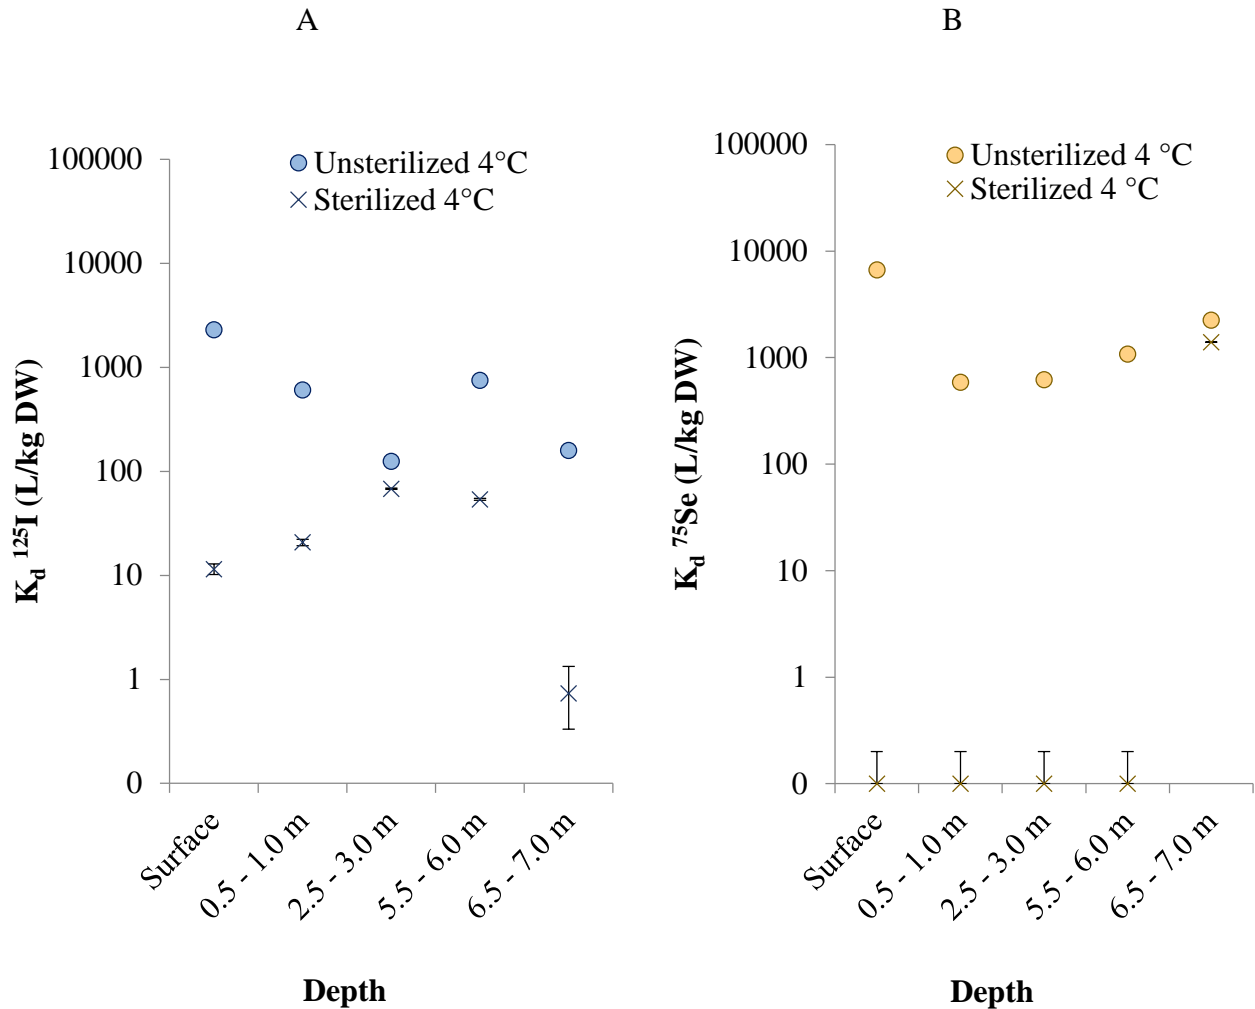 A
Unsterilized 4°C
Sterilized 4°C
100000
10000
1000
100
10
1
0
K_d ¹²⁵I (L/kg DW)
Surface
0.5 - 1.0 m
2.5 - 3.0 m
5.5 - 6.0 m
6.5 - 7.0 m
Depth
B
Unsterilized 4 °C
Sterilized 4 °C
100000
10000
1000
100
10
1
0
K_d ⁷⁵Se (L/kg DW)
Surface
0.5 - 1.0 m
2.5 - 3.0 m
5.5 - 6.0 m
6.5 - 7.0 m
Depth